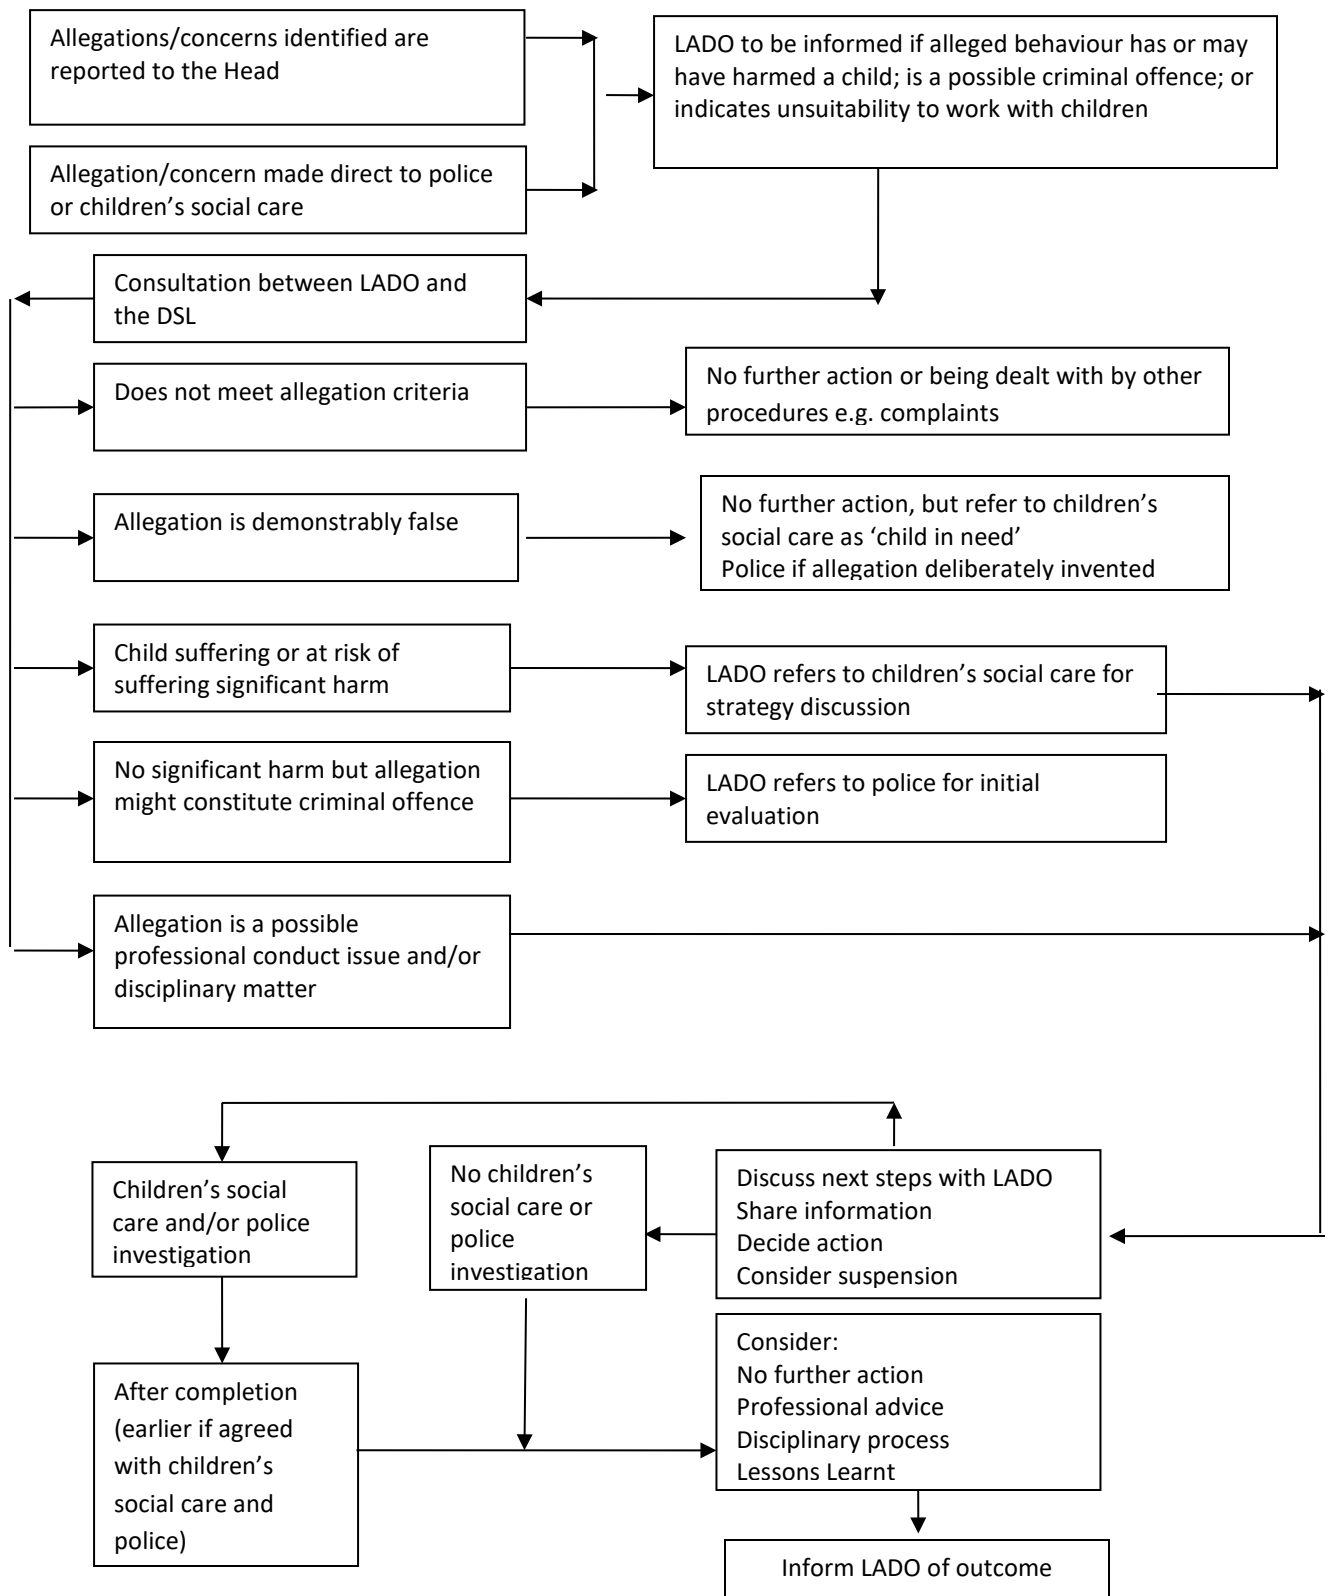 Allegations/concerns identified are
reported to the Head
LADO to be informed if alleged behaviour has or may
have harmed a child; is a possible criminal offence; or
indicates unsuitability to work with children
Allegation/concern made direct to police
or children’s social care
Consultation between LADO and
the DSL
Does not meet allegation criteria
No further action or being dealt with by other
procedures e.g. complaints
Allegation is demonstrably false
No further action, but refer to children’s
social care as ‘child in need’
Police if allegation deliberately invented
Child suffering or at risk of
suffering significant harm
LADO refers to children’s social care for
strategy discussion
No significant harm but allegation
might constitute criminal offence
LADO refers to police for initial
evaluation
Allegation is a possible
professional conduct issue and/or
disciplinary matter
Children’s social
care and/or police
investigation
No children’s
social care or
police
investigation
Discuss next steps with LADO
Share information
Decide action
Consider suspension
After completion
(earlier if agreed
with children’s
social care and
police)
Consider:
No further action
Professional advice
Disciplinary process
Lessons Learnt
Inform LADO of outcome